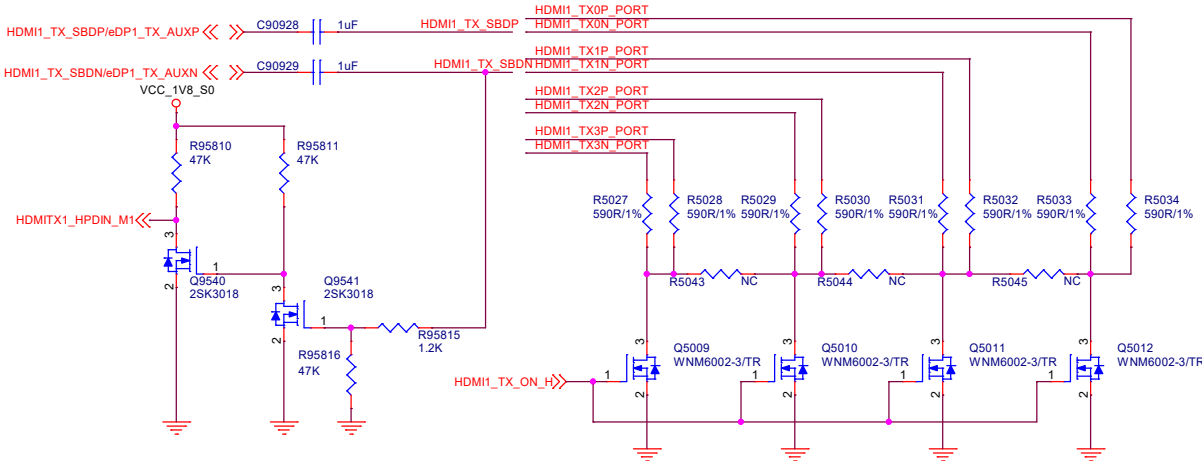 HDMI1_TX_SBDP/eDP1_TX_AUXP
C90928
1uF
HDMI1_TX_SBDP
HDMI1_TX0P_PORT
HDMI1_TX0N_PORT
HDMI1_TX_SBDN/eDP1_TX_AUXN
C90929
1uF
HDMI1_TX_SBDN
HDMI1_TX1P_PORT
HDMI1_TX1N_PORT
VCC_1V8_S0
HDMI1_TX2P_PORT
HDMI1_TX2N_PORT
HDMI1_TX3P_PORT
HDMI1_TX3N_PORT
R95810
47K
R95811
47K
HDMITX1_HPDIN_M1
3
1
2
Q9540
2SK3018
3
1
2
Q9541
2SK3018
R95815
1.2K
R95816
47K
R5027
590R/1%
R5028
590R/1%
R5029
590R/1%
R5030
590R/1%
R5031
590R/1%
R5032
590R/1%
R5033
590R/1%
R5034
590R/1%
R5043
NC
R5044
NC
R5045
NC
HDMI1_TX_ON_H
1
3
2
Q5009
WNM6002-3/TR
1
3
2
Q5010
WNM6002-3/TR
1
3
2
Q5011
WNM6002-3/TR
1
3
2
Q5012
WNM6002-3/TR